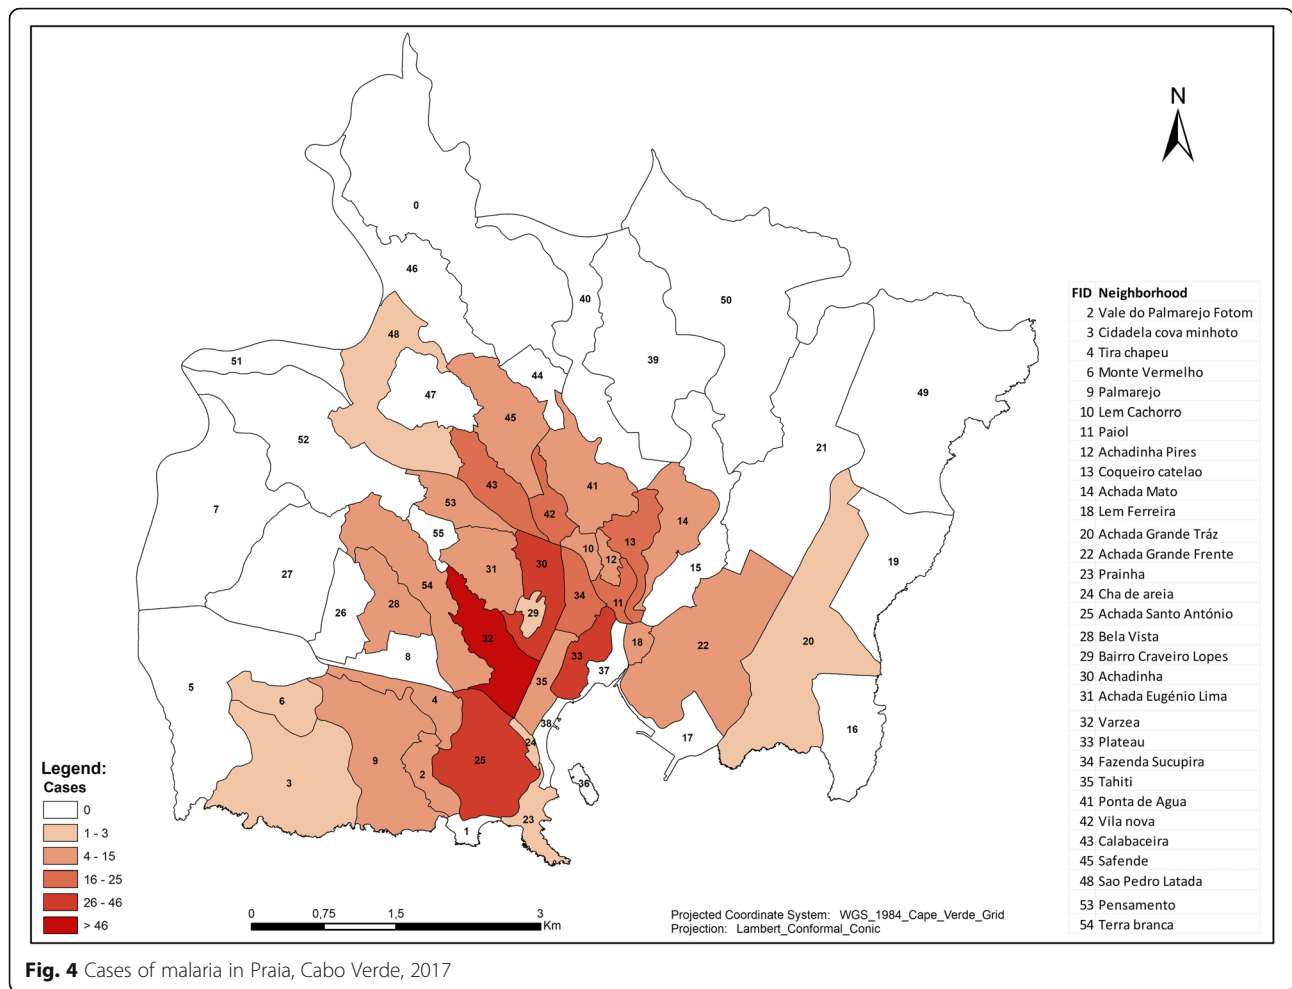 N
0
46
40
50
48
51
39
44
47
49
45
52
21
43
41
53
7
42
14
13
55
10
12
30
31
15
19
27
54
28
11
34
26
29
32
18
20
22
33
8
37
35
5
6
4
38
16
17
24
25
9
2
3
36
23
1
FID Neighborhood
2 Vale do Palmarejo Fotom
3 Cidadela cova minhoto
4 Tira chapeu
6 Monte Vermelho
9 Palmarejo
10 Lem Cachorro
11 Paiol
12 Achadinha Pires
13 Coqueiro catelao
14 Achada Mato
18 Lem Ferreira
20 Achada Grande Tráz
22 Achada Grande Frente
23 Prainha
24 Cha de areia
25 Achada Santo António
28 Bela Vista
29 Bairro Craveiro Lopes
30 Achadinha
31 Achada Eugénio Lima
32 Varzea
33 Plateau
34 Fazenda Sucupira
35 Tahiti
41 Ponta de Agua
42 Vila nova
43 Calabaceira
45 Safende
48 Sao Pedro Latada
53 Pensamento
54 Terra branca
Legend:
Cases
0
1 - 3
4 - 15
16 - 25
26 - 46
> 46
0 0,75 1,5 3
Km
Projected Coordinate System: WGS_1984_Cape_Verde_Grid
Projection: Lambert_Conformal_Conic
Fig. 4 Cases of malaria in Praia, Cabo Verde, 2017